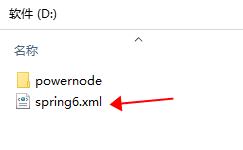 软件 (D:)
名称
powernode
spring6.xml